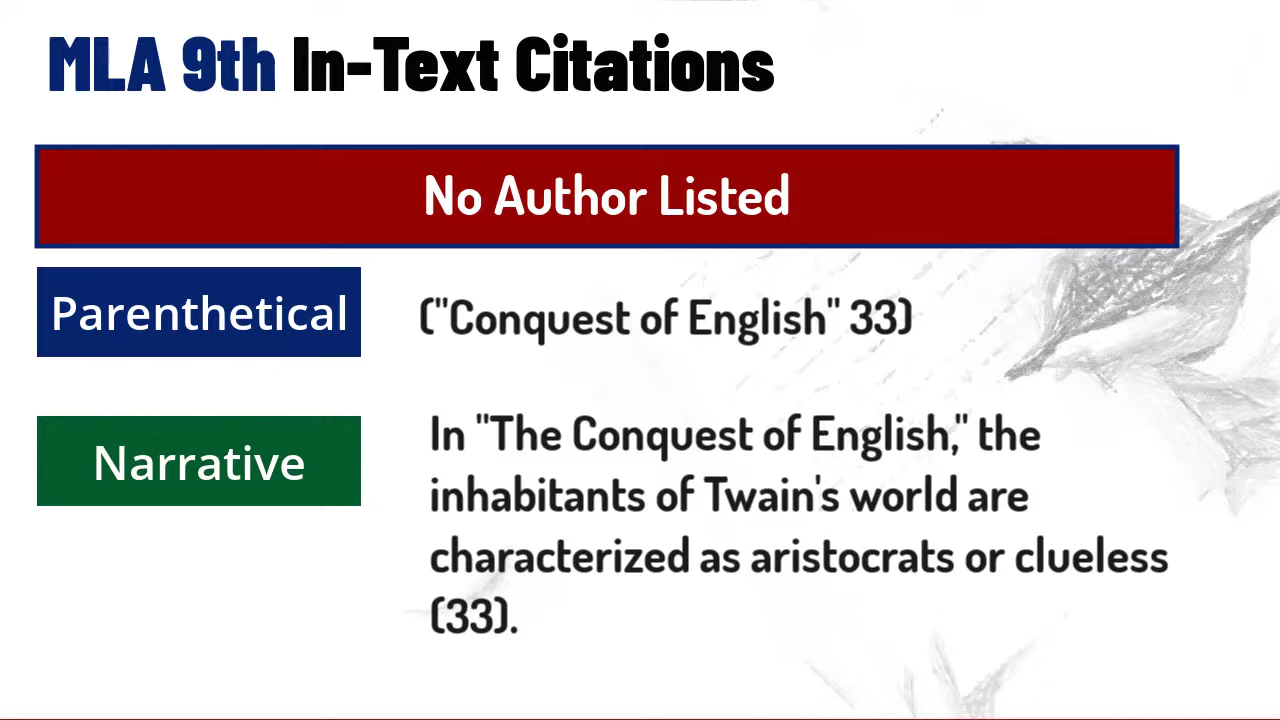 MLA 9th In-Text Citations
No Author Listed
Parenthetical
("Conquest of English" 33)
Narrative
In "The Conquest of English," the
inhabitants of Twain's world are
characterized as aristocrats or clueless
(33).